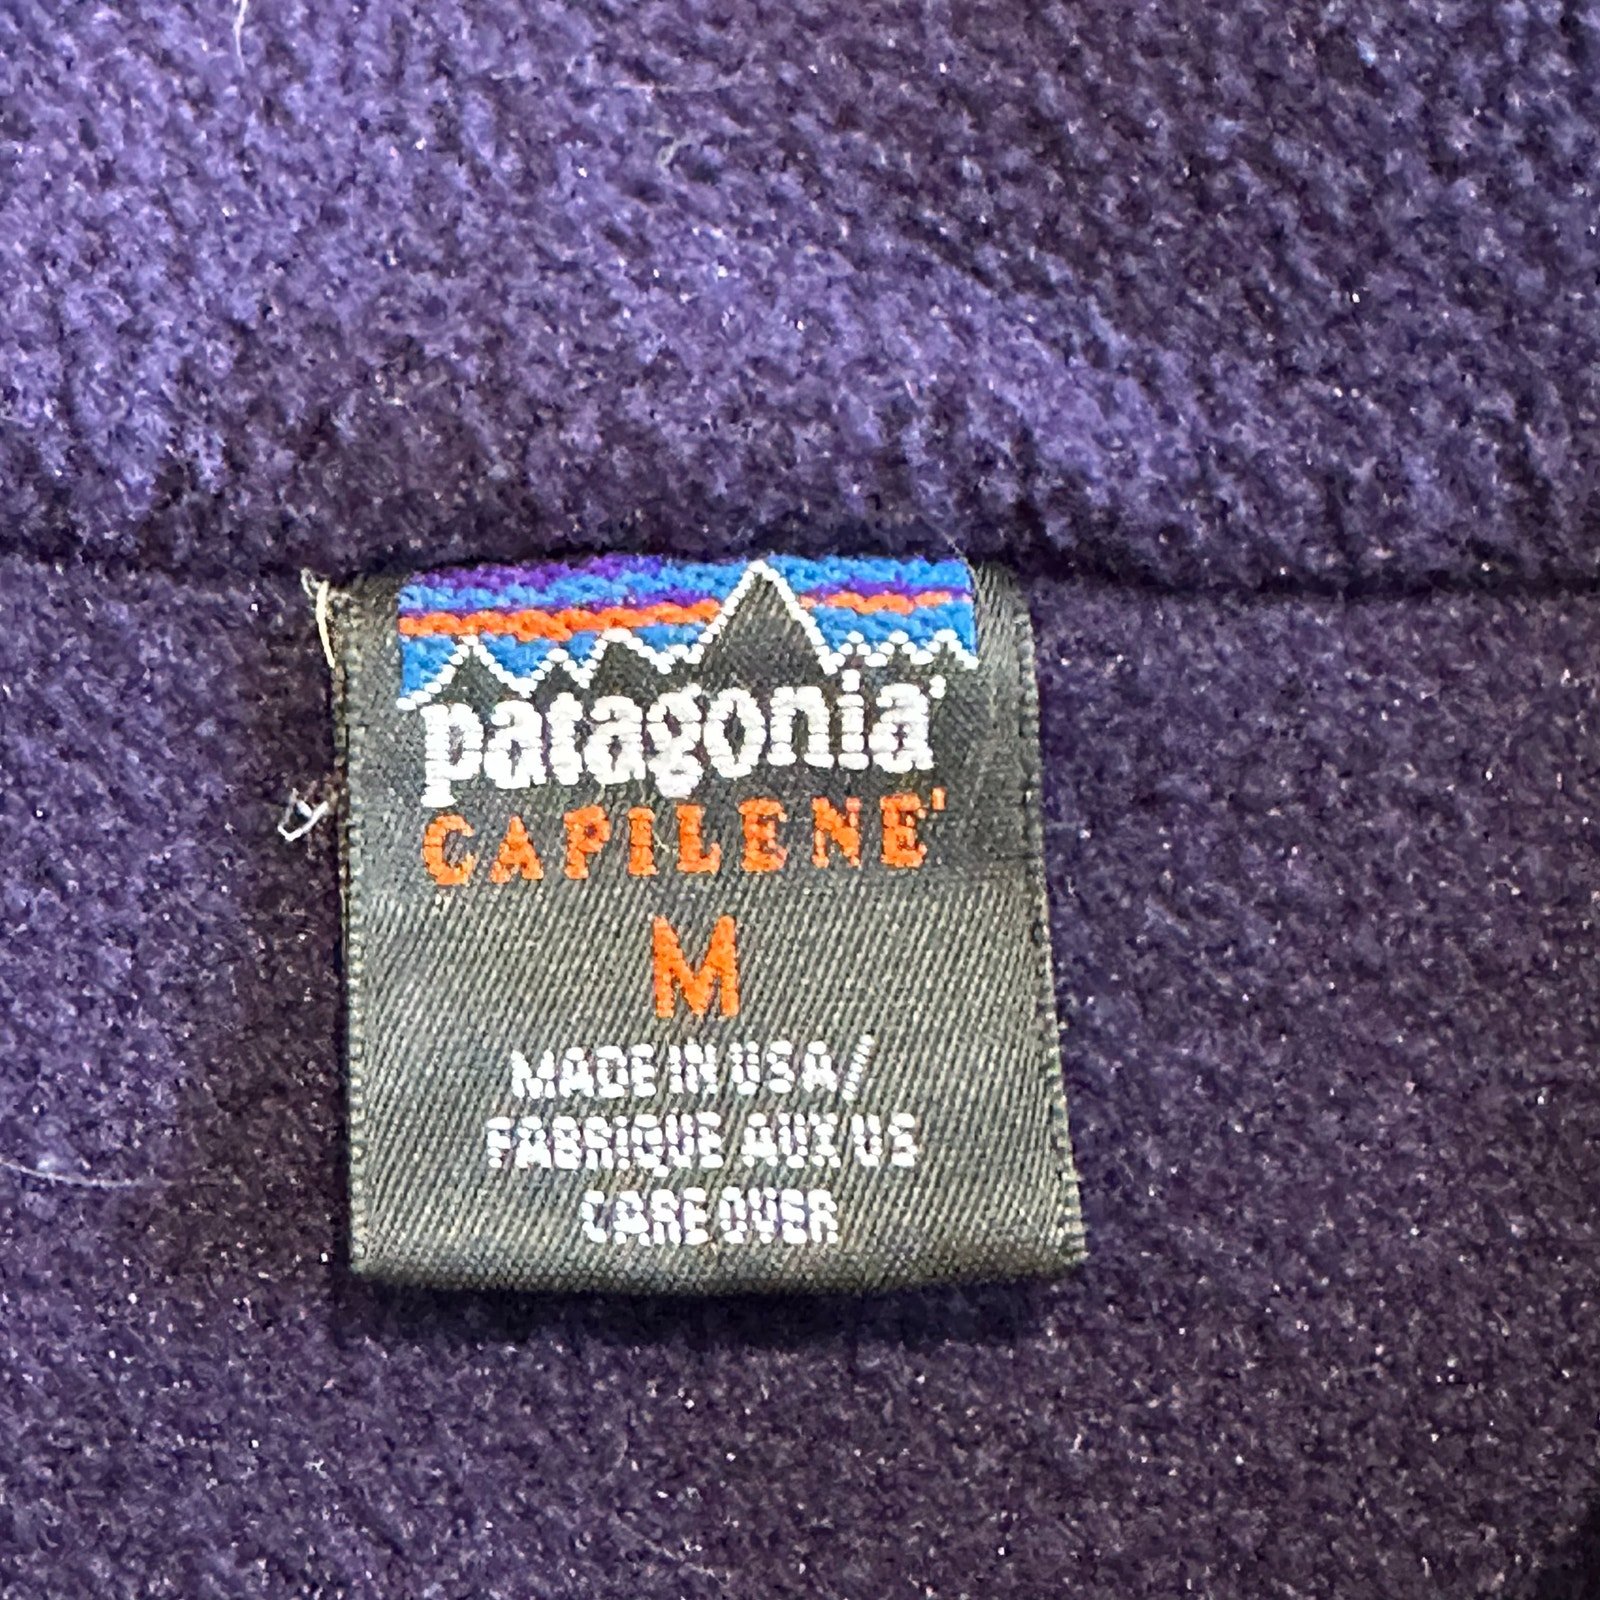 patagonia®
CAPILENE®
M
MADE IN USA/
FABRIQUE AUX US
CARE OVER